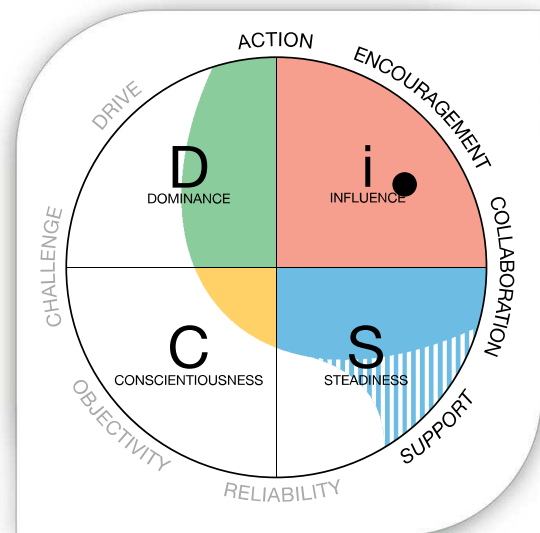 ACTION
ENCOURAGEMENT
DRIVE
D
DOMINANCE
i
INFLUENCE
CHALLENGE
COLLABORATION
C
CONSCIENTIOUSNESS
S
STEADINESS
OBJECTIVITY
SUPPORT
RELIABILITY